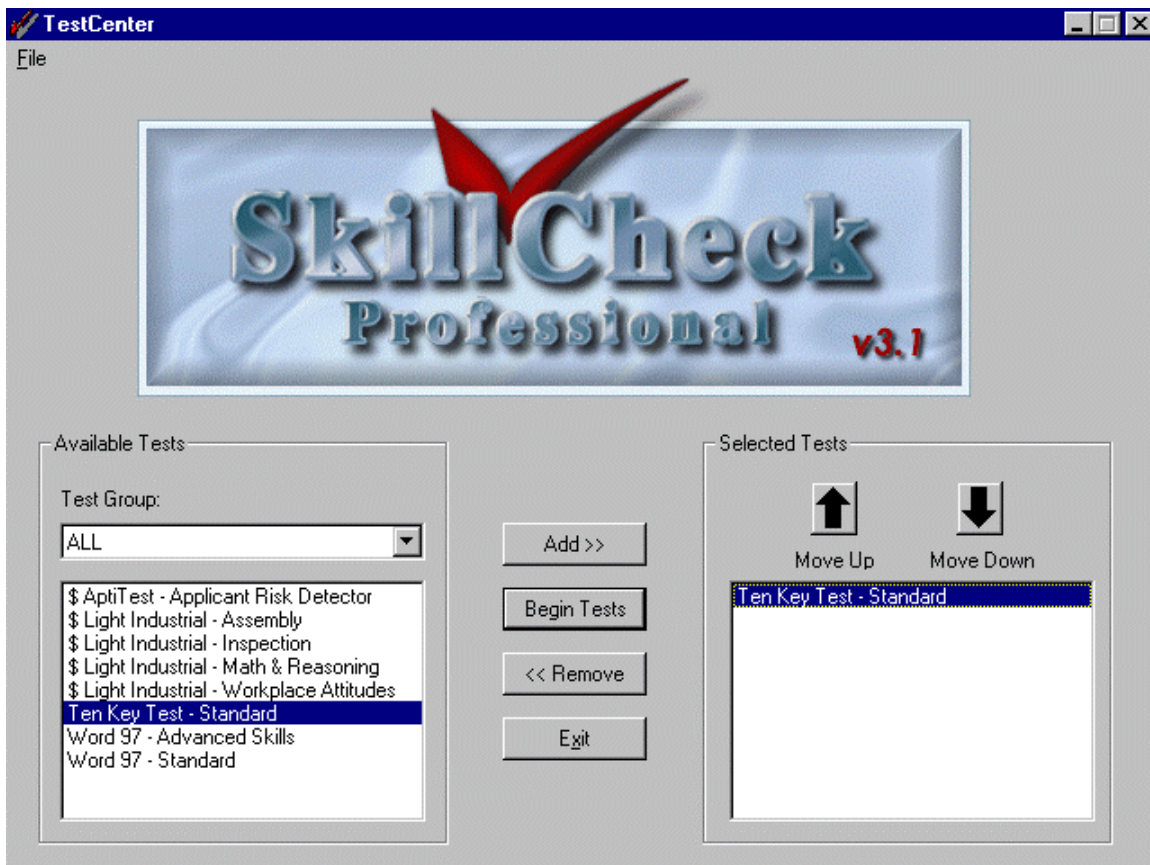 TestCenter
File
SkillCheck
Professional
v3.1
Available Tests
Test Group:
ALL
$ AptiTest - Applicant Risk Detector
$ Light Industrial - Assembly
$ Light Industrial - Inspection
$ Light Industrial - Math & Reasoning
$ Light Industrial - Workplace Attitudes
Ten Key Test - Standard
Word 97 - Advanced Skills
Word 97 - Standard
Add >>
Begin Tests
<< Remove
Exit
Selected Tests
Move Up
Move Down
Ten Key Test - Standard